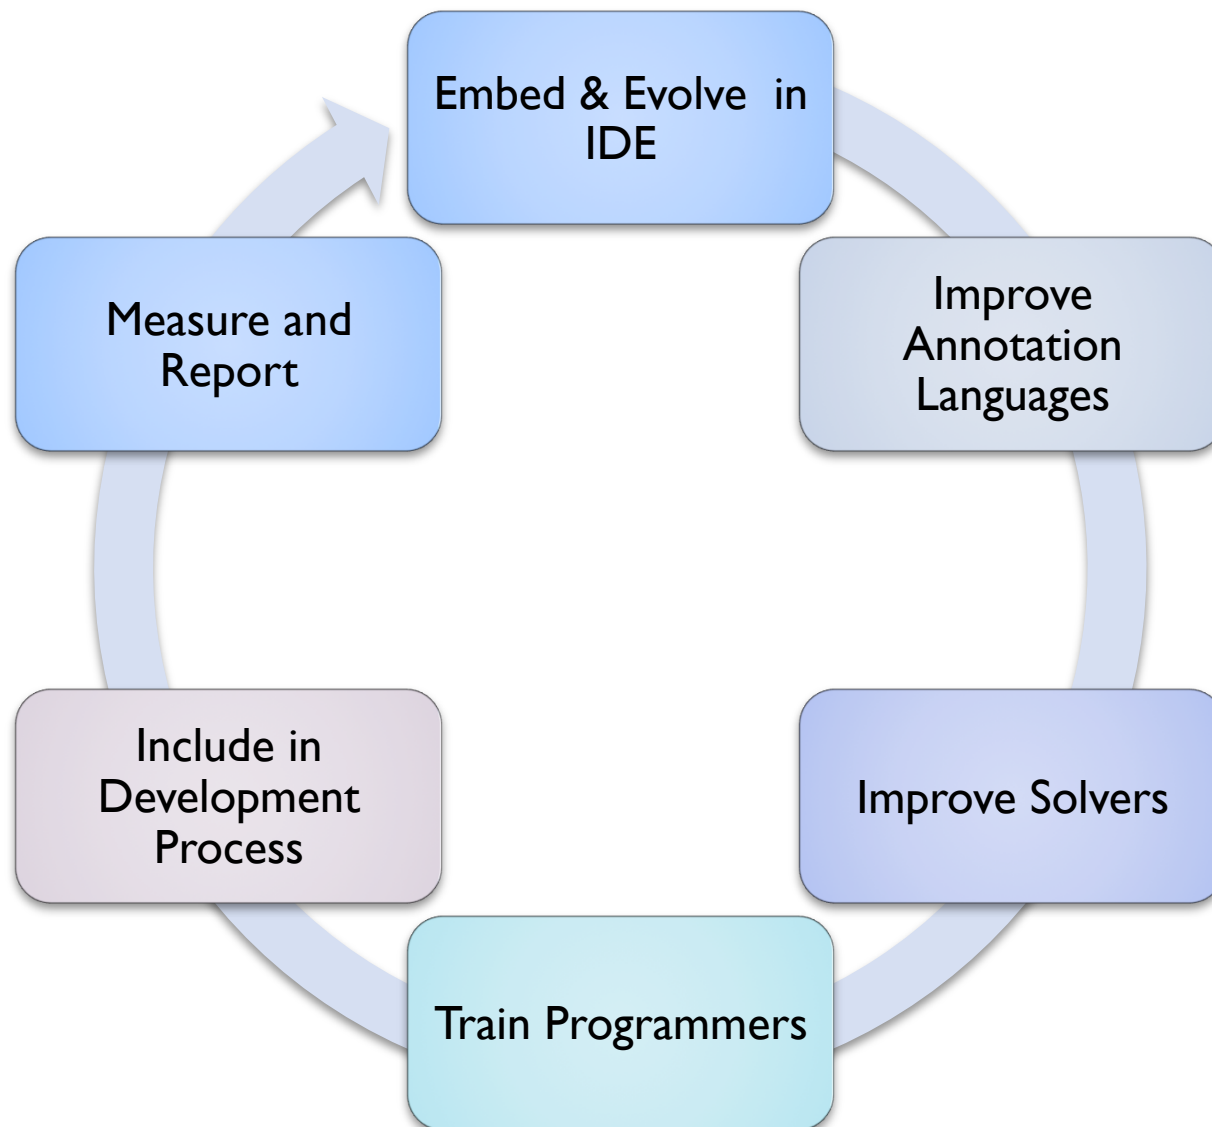 Embed & Evolve in
IDE
Improve
Annotation
Languages
Improve Solvers
Train Programmers
Include in
Development
Process
Measure and
Report